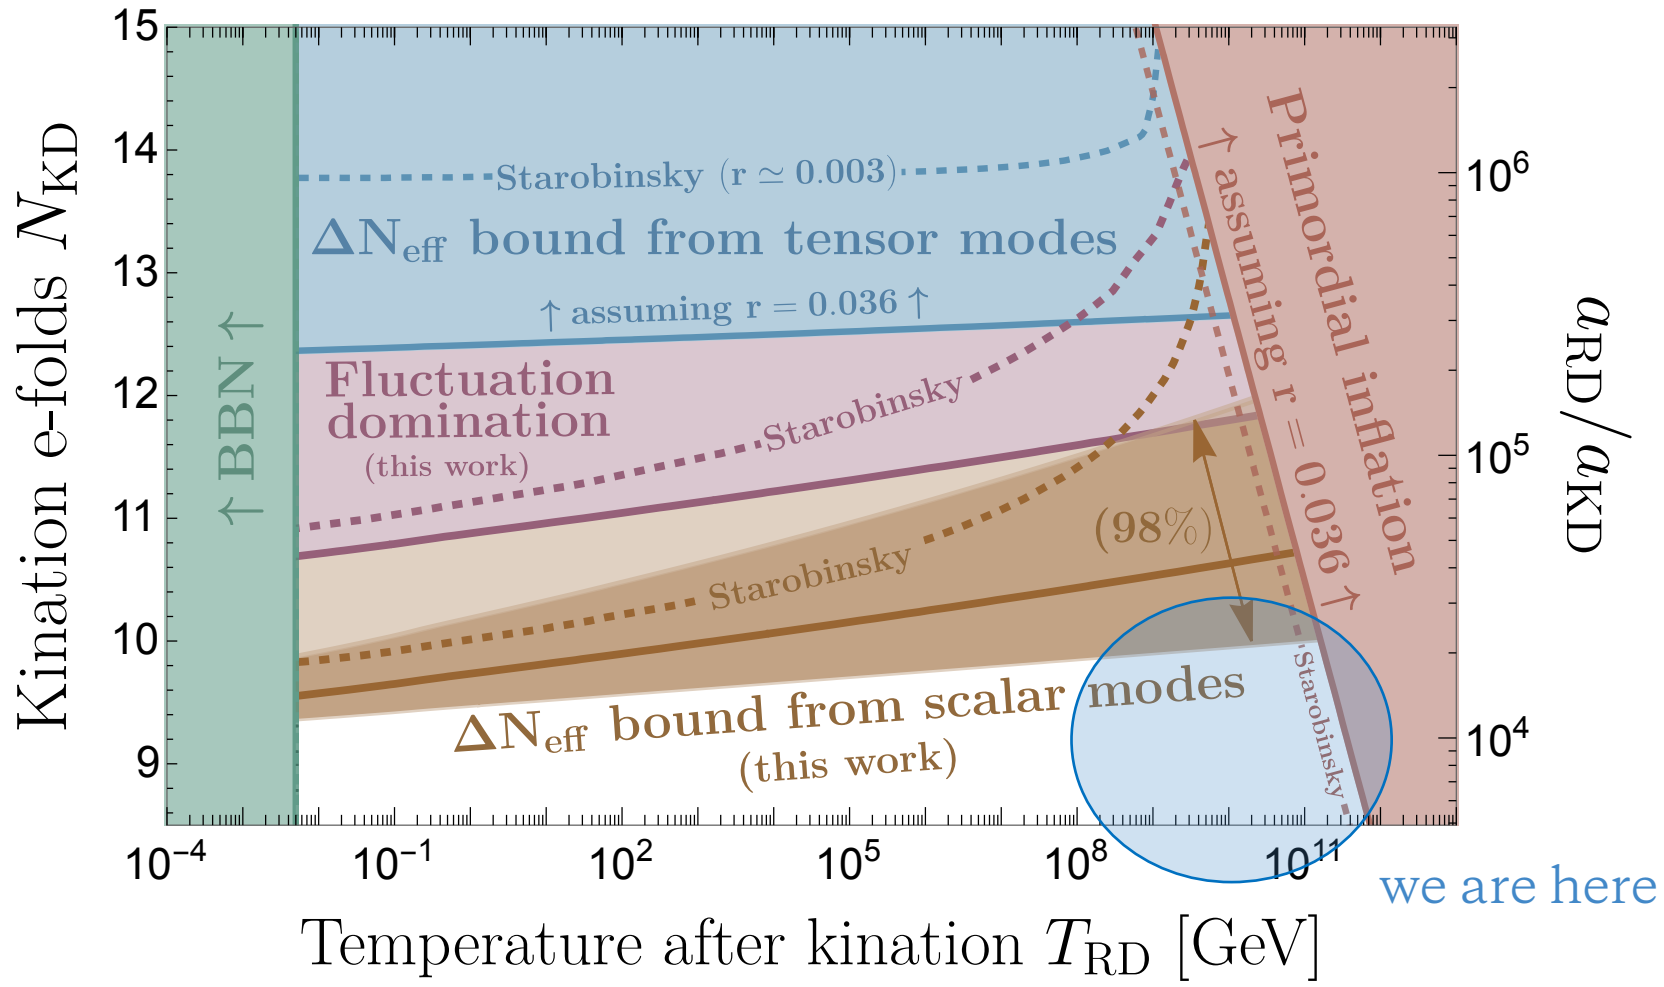 15
14
13
12
11
10
9
Kination e-folds N_KD
10^−4
10^−1
10^2
10^5
10^8
10^11
Temperature after kination T_RD [GeV]
10^6
10^5
10^4
a_RD/a_KD
↑ BBN ↑
Starobinsky (r ≃ 0.003)
ΔN_eff bound from tensor modes
↑ assuming r = 0.036 ↑
Fluctuation
domination
(this work)
Starobinsky
Starobinsky
(98%)
ΔN_eff bound from scalar modes
(this work)
Primordial inflation
↑ assuming r = 0.036 ↑
Starobinsky
we are here